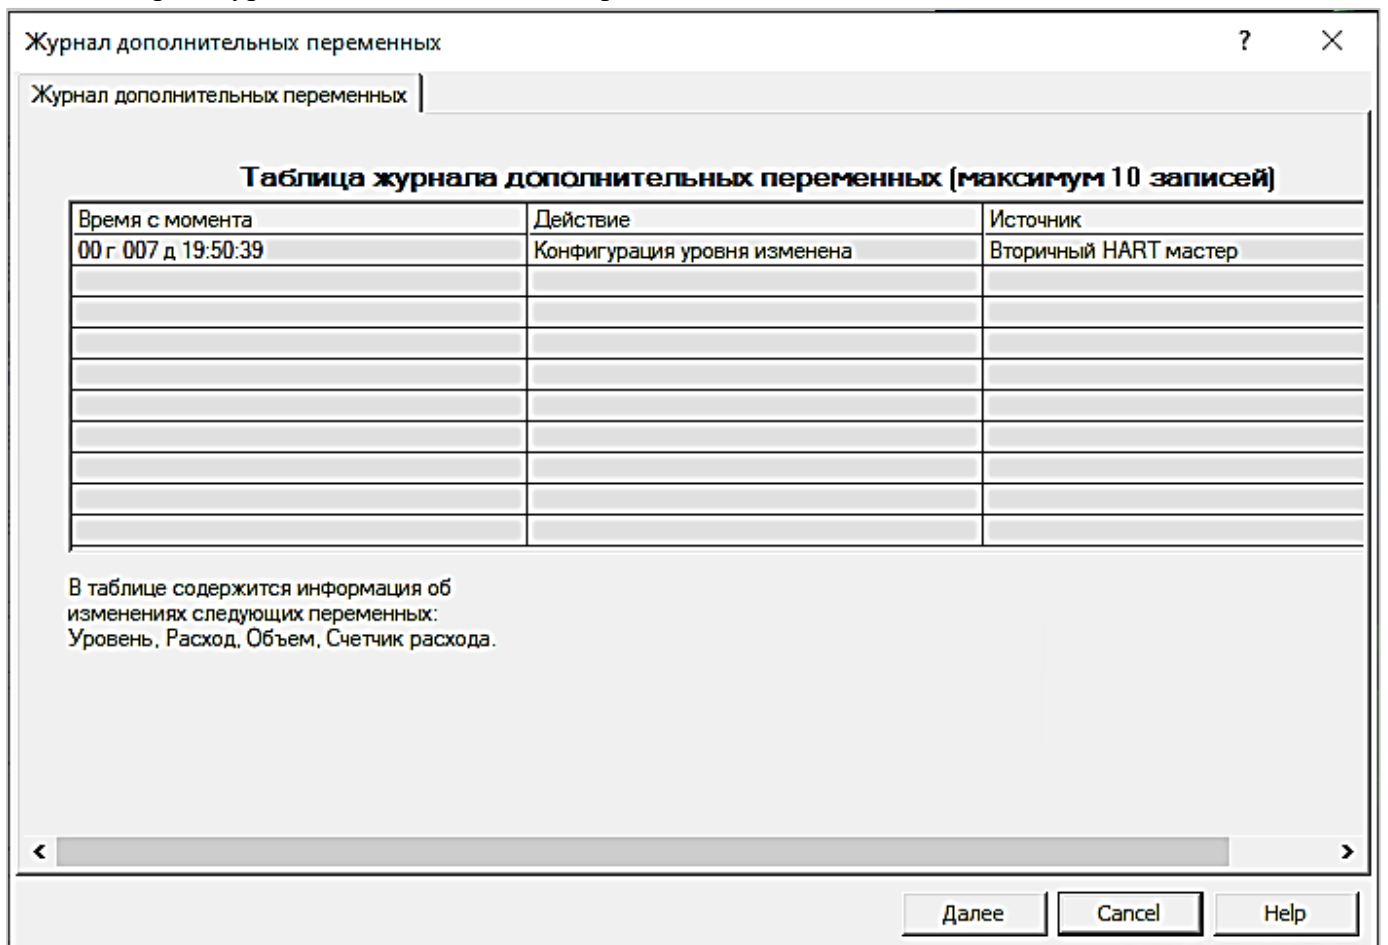 Журнал дополнительных переменных
?
Журнал дополнительных переменных
Таблица журнала дополнительных переменных (максимум 10 записей)
Время с момента Действие Источник
00 г 007 д 19:50:39 Конфигурация уровня изменена Вторичный HART мастер
В таблице содержится информация об
изменениях следующих переменных:
Уровень, Расход, Объем, Счетчик расхода.
Далее Cancel Help